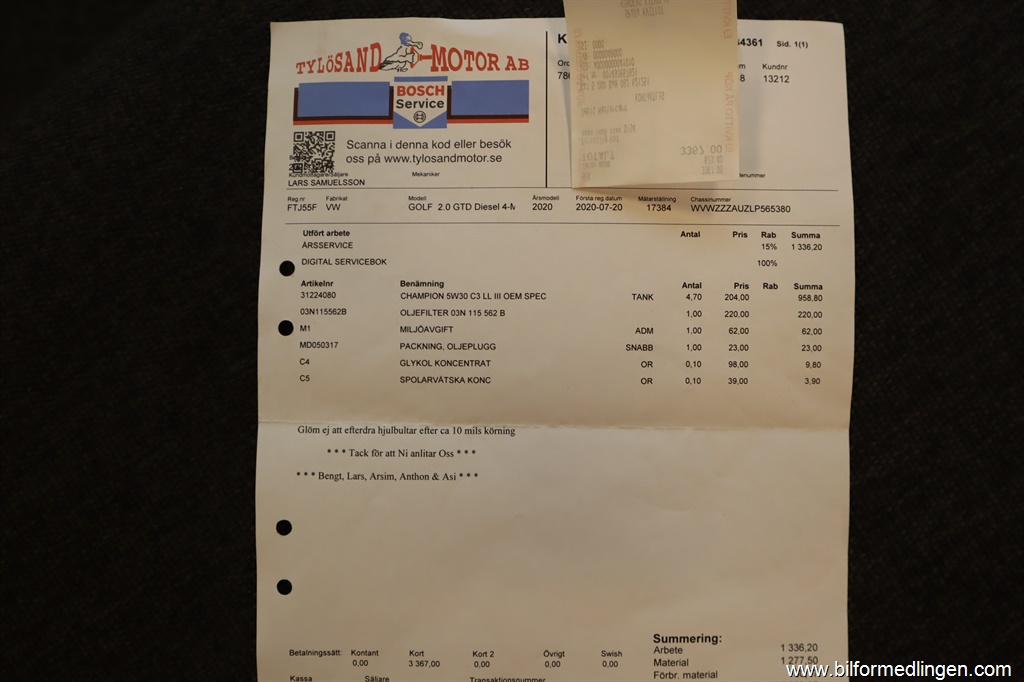 TYLÖSAND MOTOR AB
BOSCH
Service
Scanna i denna kod eller besök
oss på www.tylosandmotor.se
K
4361 Sid. 1(1)
Kundnr
8 13212
Kundmottagare/Säljare Mekaniker
LARS SAMUELSSON
TOTALT 3367 00
Reg nr Fabrikat Modell Årsmodell Första reg datum Mätarställning Chassinummer
FTJ55F VW GOLF 2.0 GTD Diesel 4-M 2020 2020-07-20 17384 WVWZZZAUZLP565380
Utfört arbete Antal Pris Rab Summa
ÅRSSERVICE 15% 1 336,20
DIGITAL SERVICEBOK 100%
Artikelnr Benämning Antal Pris Rab Summa
31224080 CHAMPION 5W30 C3 LL III OEM SPEC TANK 4,70 204,00 958,80
03N115562B OLJEFILTER 03N 115 562 B 1,00 220,00 220,00
M1 MILJÖAVGIFT ADM 1,00 62,00 62,00
MD050317 PACKNING, OLJEPLUGG SNABB 1,00 23,00 23,00
C4 GLYKOL KONCENTRAT OR 0,10 98,00 9,80
C5 SPOLARVÄTSKA KONC OR 0,10 39,00 3,90
Glöm ej att efterdra hjulbultar efter ca 10 mils körning
* * * Tack för att Ni anlitar Oss * * *
* * * Bengt, Lars, Arsim, Anthon & Asi * * *
Betalningssätt: Kontant Kort Kort 2 Övrigt Swish
0,00 3 367,00 0,00 0,00 0,00
Kassa Säljare Transaktionsnummer
Summering:
Arbete 1 336,20
Material 1 277,50
Förbr. material
www.bilformedlingen.com